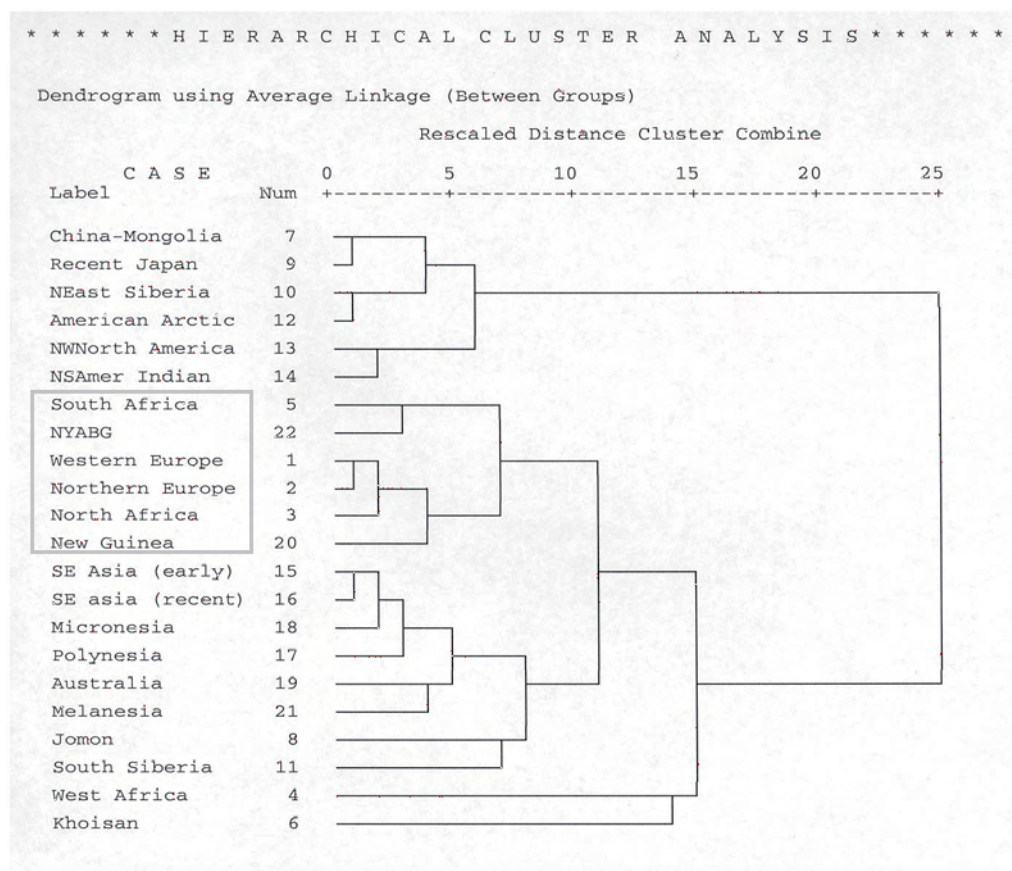 * * * * * * H I E R A R C H I C A L  C L U S T E R   A N A L Y S I S * * * * * *
Dendrogram using Average Linkage (Between Groups)
Rescaled Distance Cluster Combine
C A S E 0 5 10 15 20 25
Label Num +---------+---------+---------+---------+---------+
China-Mongolia 7
Recent Japan 9
NEast Siberia 10
American Arctic 12
NWNorth America 13
NSAmer Indian 14
South Africa 5
NYABG 22
Western Europe 1
Northern Europe 2
North Africa 3
New Guinea 20
SE Asia (early) 15
SE asia (recent) 16
Micronesia 18
Polynesia 17
Australia 19
Melanesia 21
Jomon 8
South Siberia 11
West Africa 4
Khoisan 6